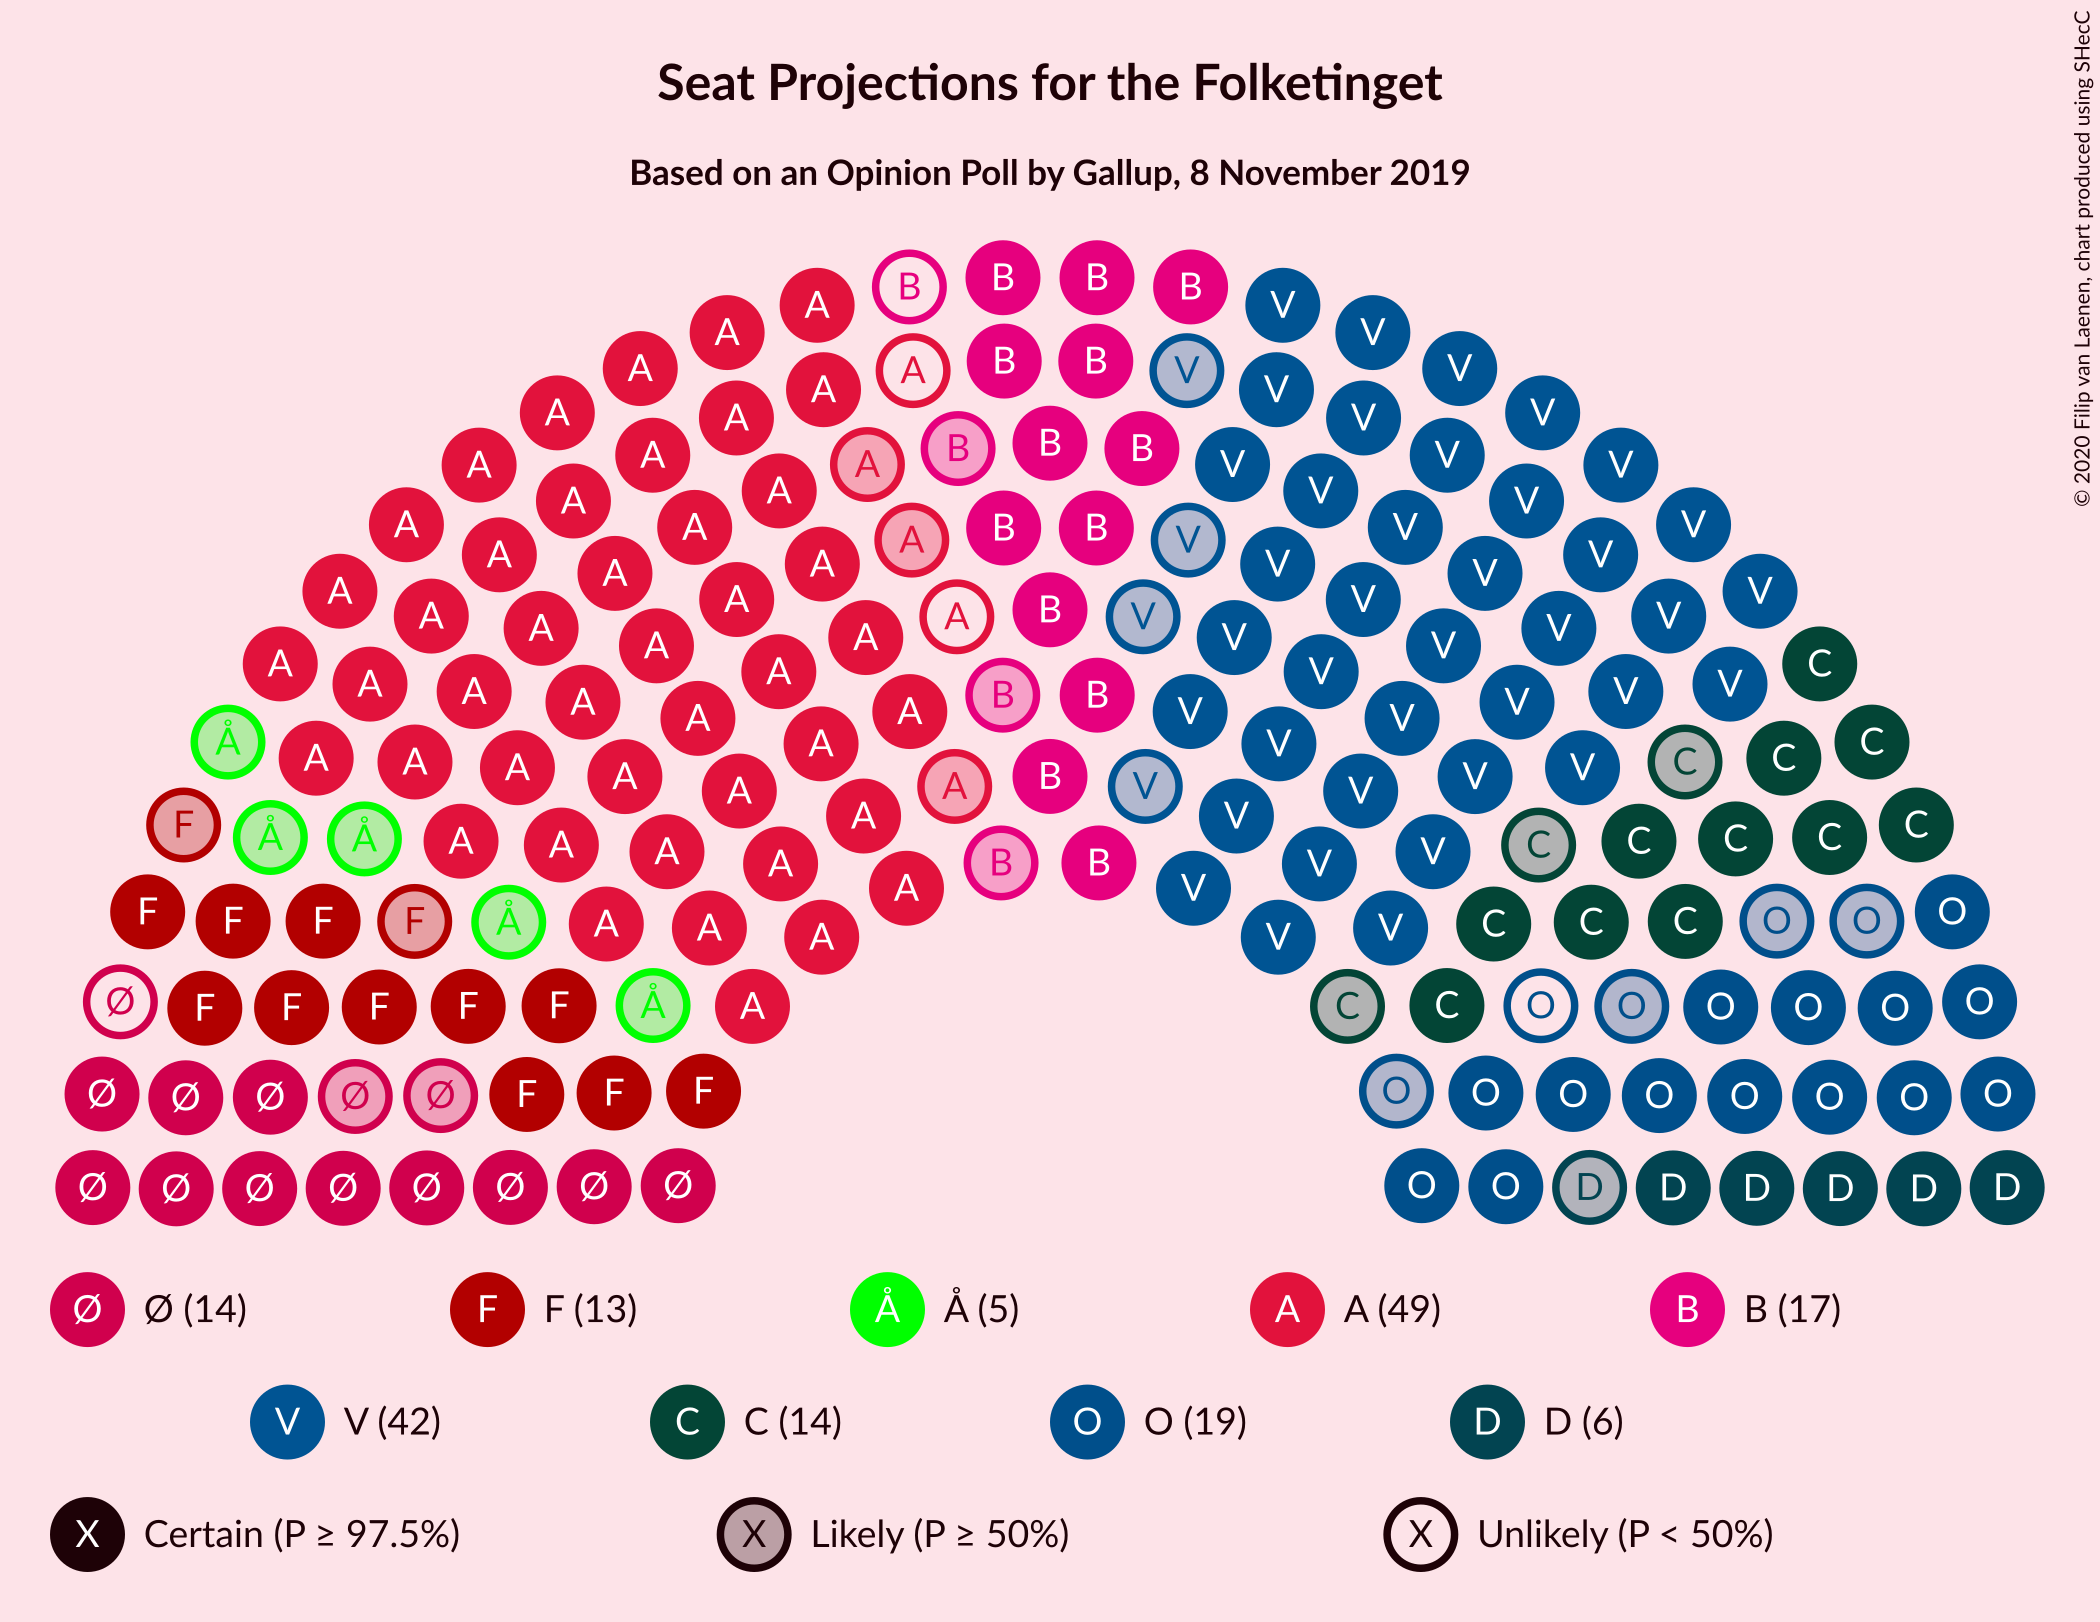 Seat Projections for the Folketinget
Based on an Opinion Poll by Gallup, 8 November 2019
© 2020 Filip van Laenen, chart produced using SHecC
A B B B B V
A V
A A A B B V V V
A A V V
A A A B B B V V V
A A V V
A A A A B B V V V V
A A A A V V V V
A A A A A B V V V V V
A A A A B B V V V C
A A A V V V
Å A A A A A B V V V C C C
F A A A V V V C
Å Å A A A A B B V V C C C C
F F F F Å A A A A V V V C C C O O O
Ø F F F F F Å A C C O O O O O O
Ø Ø Ø Ø Ø F F F O O O O O O O O
Ø Ø Ø Ø Ø Ø Ø Ø O O D D D D D D
Ø Ø (14) F F (13) Å Å (5) A A (49) B B (17)
V V (42) C C (14) O O (19) D D (6)
X Certain (P ≥ 97.5%) X Likely (P ≥ 50%) X Unlikely (P < 50%)